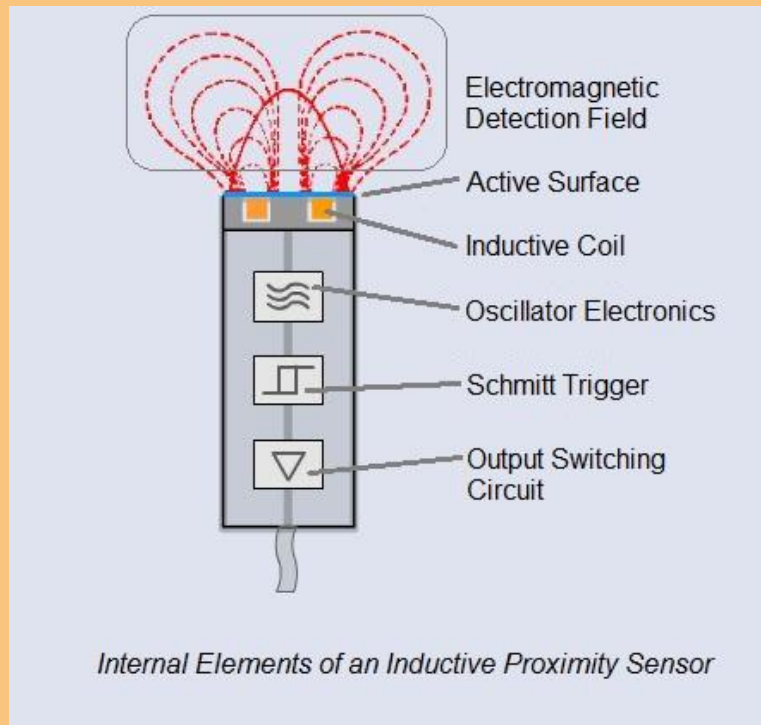 Electromagnetic
Detection Field
Active Surface
Inductive Coil
Oscillator Electronics
Schmitt Trigger
Output Switching
Circuit
Internal Elements of an Inductive Proximity Sensor